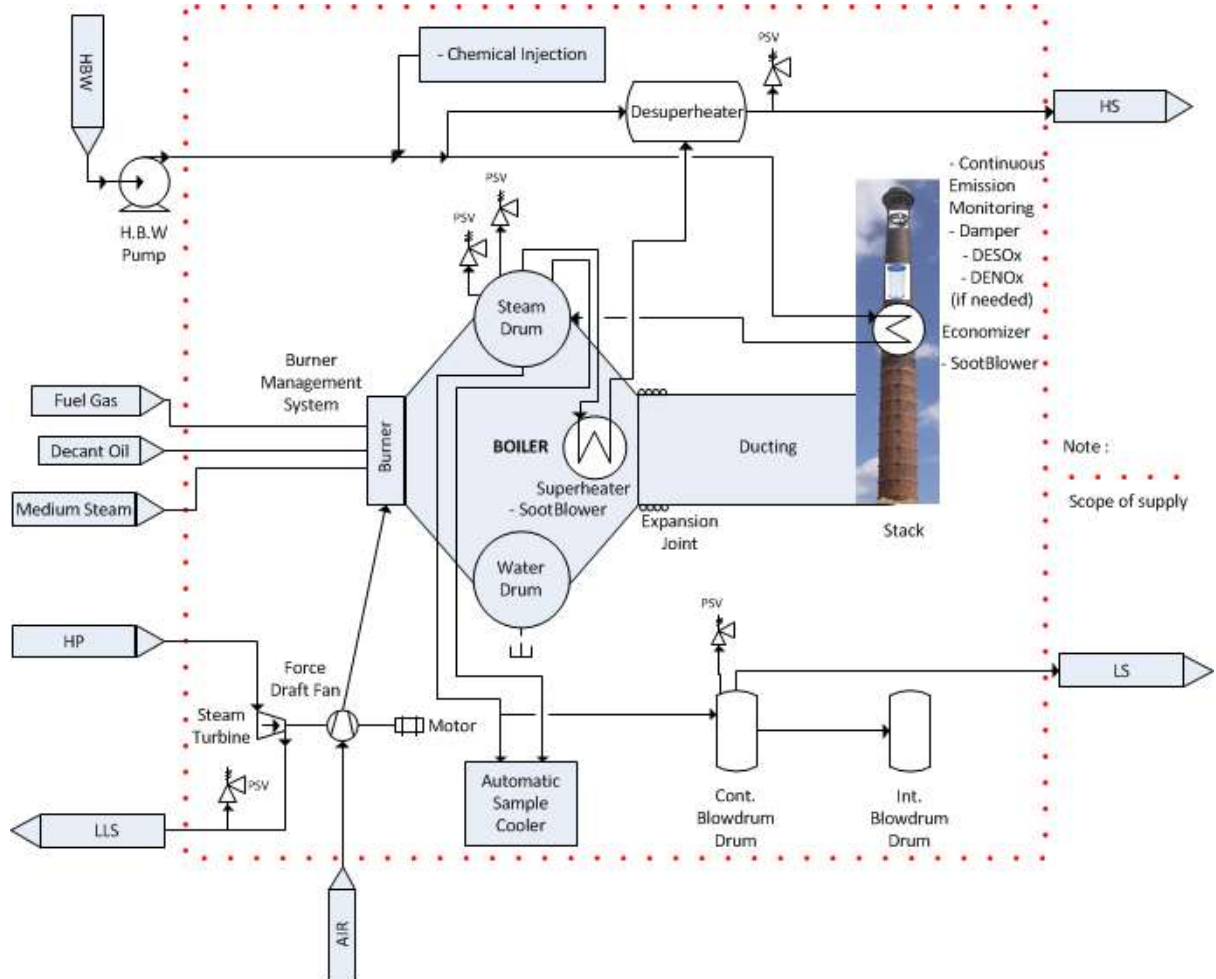 HBW
- Chemical Injection
PSV
Desuperheater
HS
H.B.W
Pump
PSV
PSV
- Continuous
Emission
Monitoring
- Damper
- DESOx
- DENOx
(if needed)
Economizer
- SootBlower
Steam
Drum
Burner
Management
System
Fuel Gas
Decant Oil
Medium Steam
Burner
BOILER
Superheater
- SootBlower
Ducting
Expansion
Joint
Stack
Note :
Scope of supply
Water
Drum
HP
Force
Draft Fan
Steam
Turbine
Motor
PSV
LLS
AIR
Automatic
Sample
Cooler
PSV
LS
Cont.
Blowdrum
Drum
Int.
Blowdrum
Drum